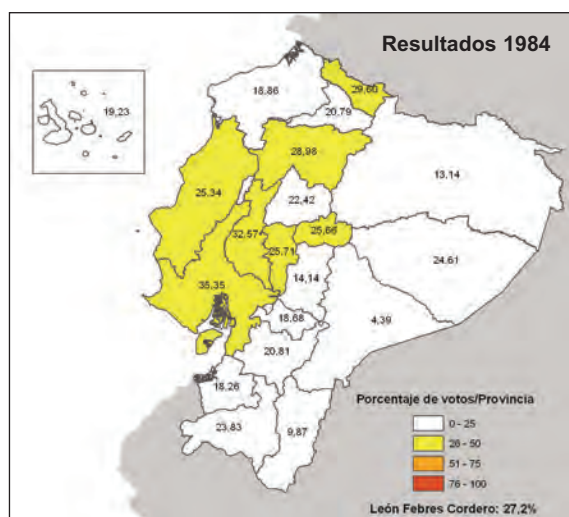 Resultados 1984
29,60
18,86
20,79
19,23
28,98
13,14
25,34
22,42
32,57
25,66
25,71
24,61
35,35
14,14
18,68
4,39
20,81
18,26
23,83
9,87
Porcentaje de votos/Provincia
0 - 25
26 - 50
51 - 75
76 - 100
León Febres Cordero: 27,2%